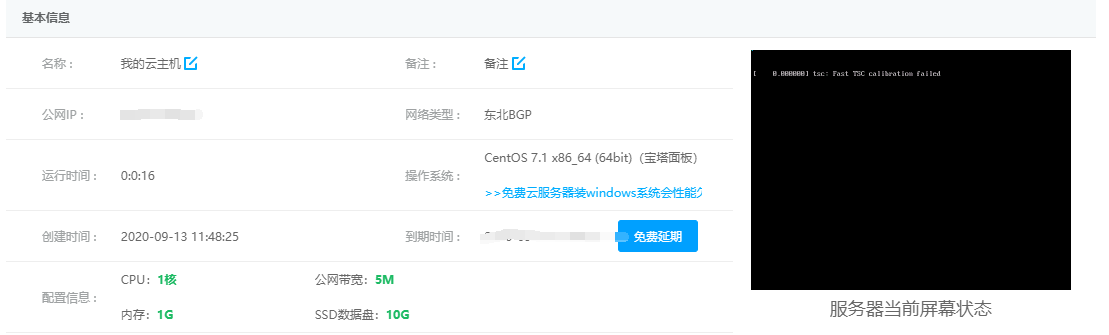 基本信息
名称： 我的云主机 备注： 备注
[ 0.000000] tsc: Fast TSC calibration failed
公网IP： 网络类型： 东北BGP
运行时间： 0:0:16 操作系统： CentOS 7.1 x86_64 (64bit)（宝塔面板）
>>免费云服务器装windows系统会性能
创建时间： 2020-09-13 11:48:25 到期时间： 免费延期
配置信息： CPU：1核 公网带宽：5M
内存：1G SSD数据盘：10G
服务器当前屏幕状态